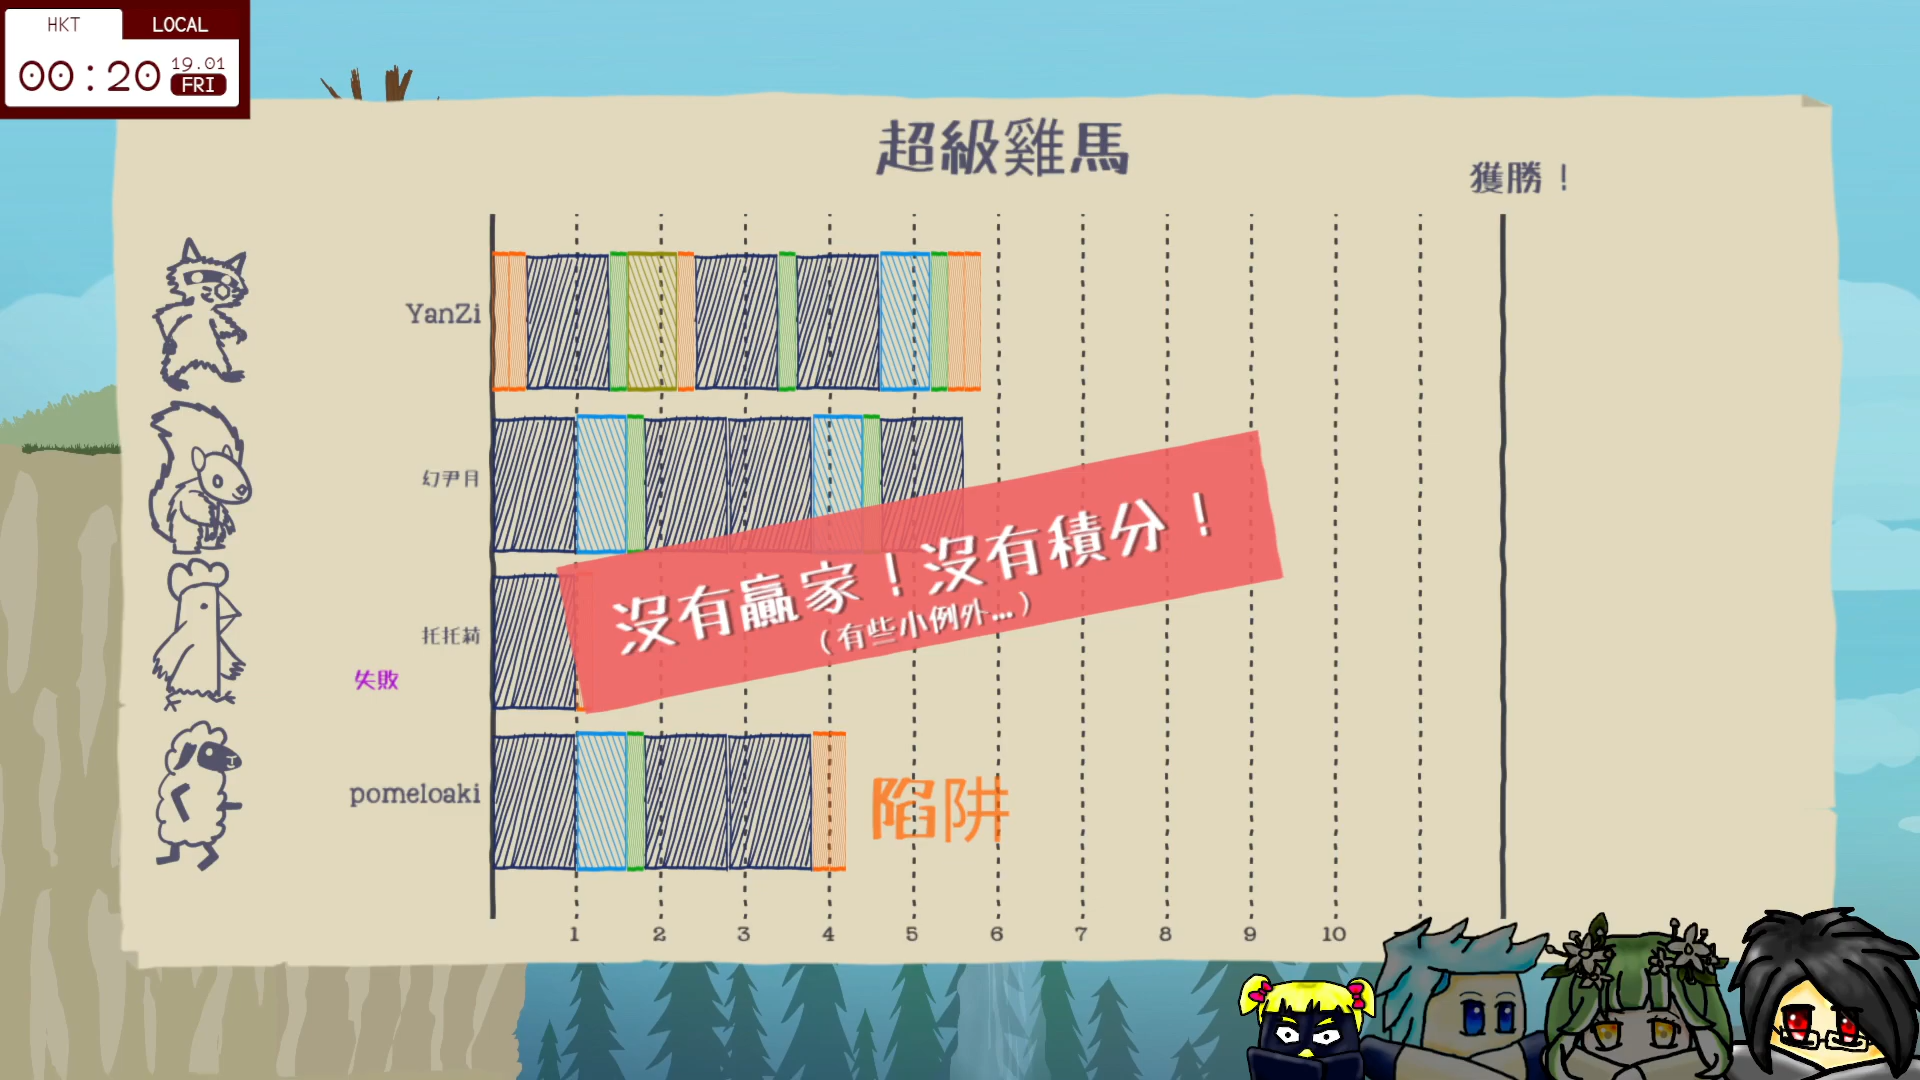 HKT
LOCAL
00:20
19.01
FRI
超級雞馬
獲勝！
YanZi
幻尹月
托托莉
失敗
pomeloaki
沒有贏家！沒有積分！
（有些小例外...）
陷阱
1 2 3 4 5 6 7 8 9 10